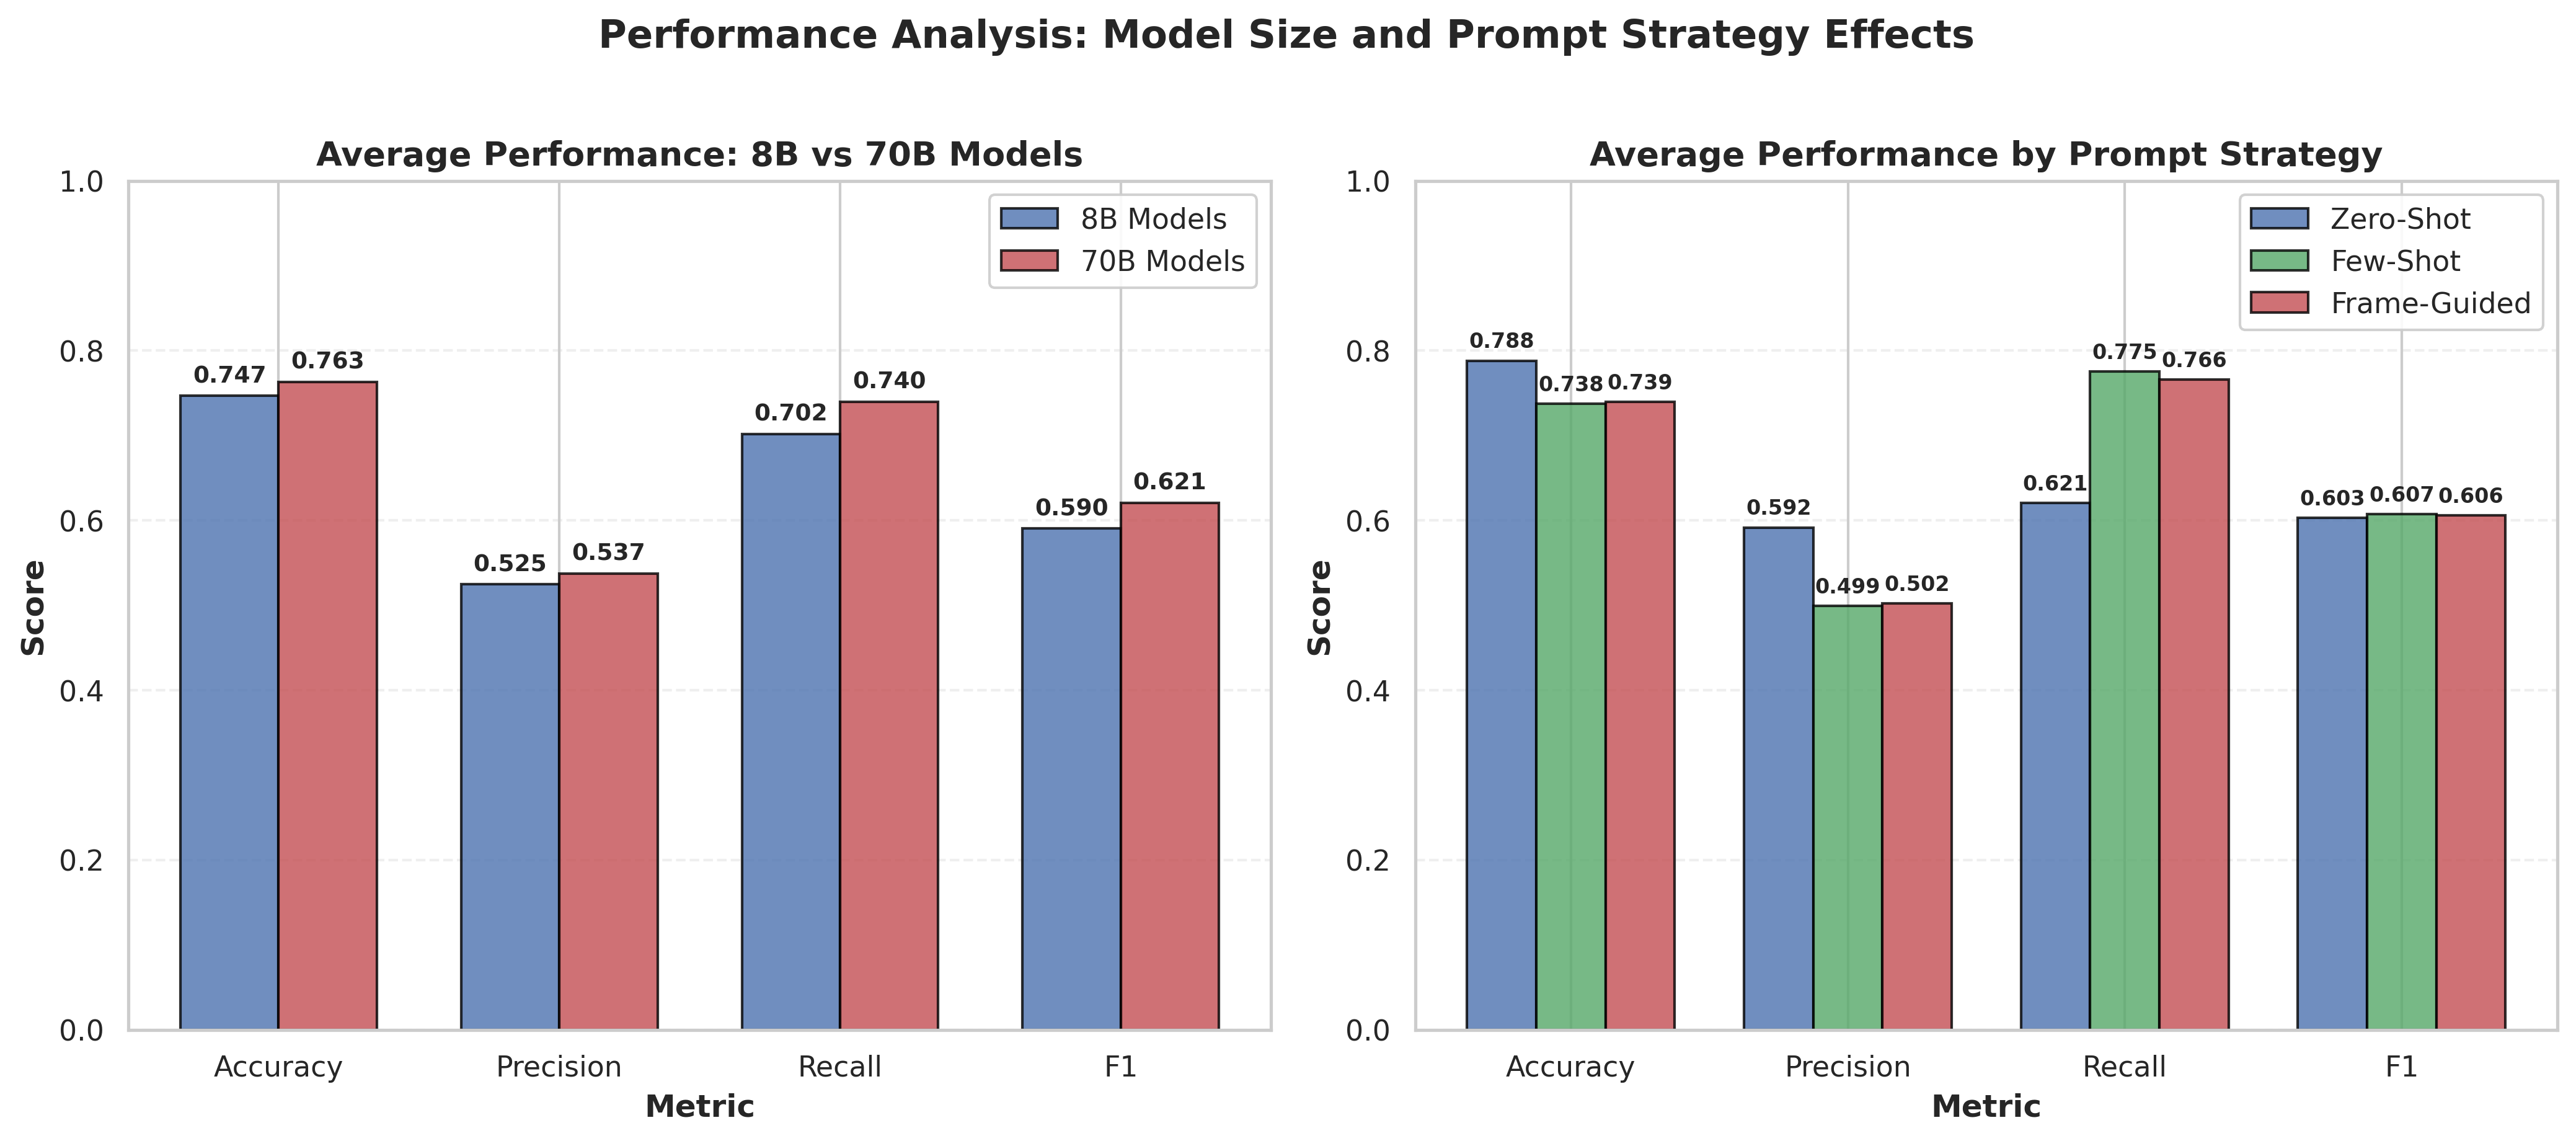 Performance Analysis: Model Size and Prompt Strategy Effects
Average Performance: 8B vs 70B Models
1.0
0.8
0.6
0.4
0.2
0.0
Score
8B Models
70B Models
0.747
0.763
0.525
0.537
0.702
0.740
0.590
0.621
Accuracy
Precision
Recall
F1
Metric
Average Performance by Prompt Strategy
1.0
0.8
0.6
0.4
0.2
0.0
Score
Zero-Shot
Few-Shot
Frame-Guided
0.788
0.738
0.739
0.592
0.499
0.502
0.621
0.775
0.766
0.603
0.607
0.606
Accuracy
Precision
Recall
F1
Metric